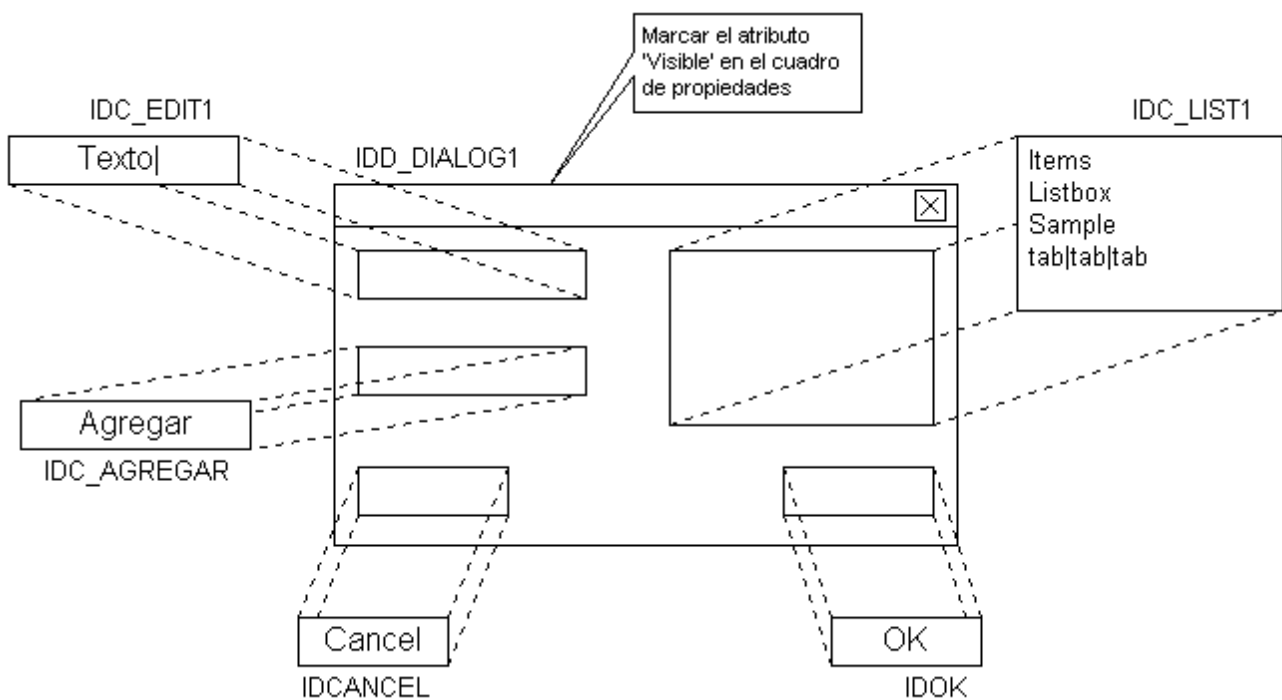 Marcar el atributo
'Visible' en el cuadro
de propiedades
IDC_EDIT1
Texto|
IDD_DIALOG1
IDC_LIST1
Items
Listbox
Sample
tab|tab|tab
Agregar
IDC_AGREGAR
Cancel
IDCANCEL
OK
IDOK